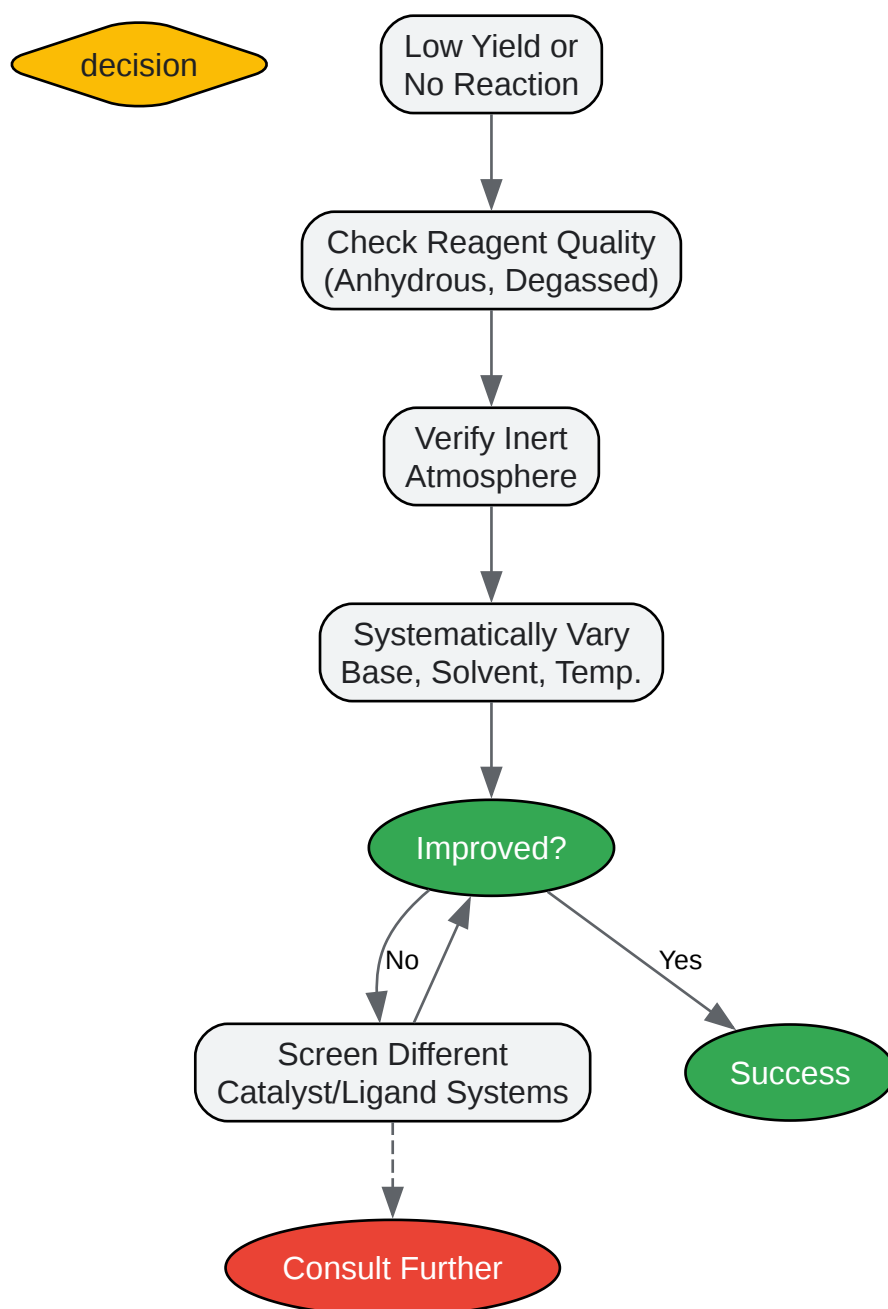 decision
Low Yield or
No Reaction
Check Reagent Quality
(Anhydrous, Degassed)
Verify Inert
Atmosphere
Systematically Vary
Base, Solvent, Temp.
Improved?
No
Yes
Screen Different
Catalyst/Ligand Systems
Success
Consult Further